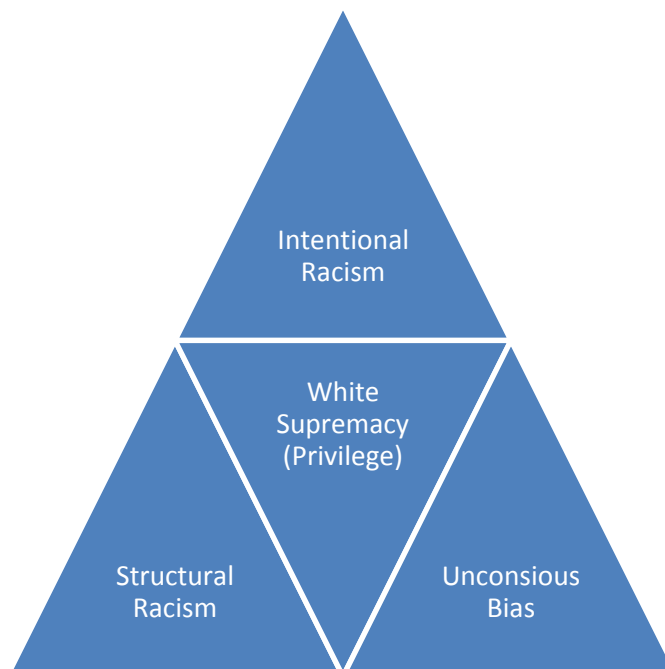 Intentional
Racism
White
Supremacy
(Privilege)
Structural
Racism
Unconsious
Bias